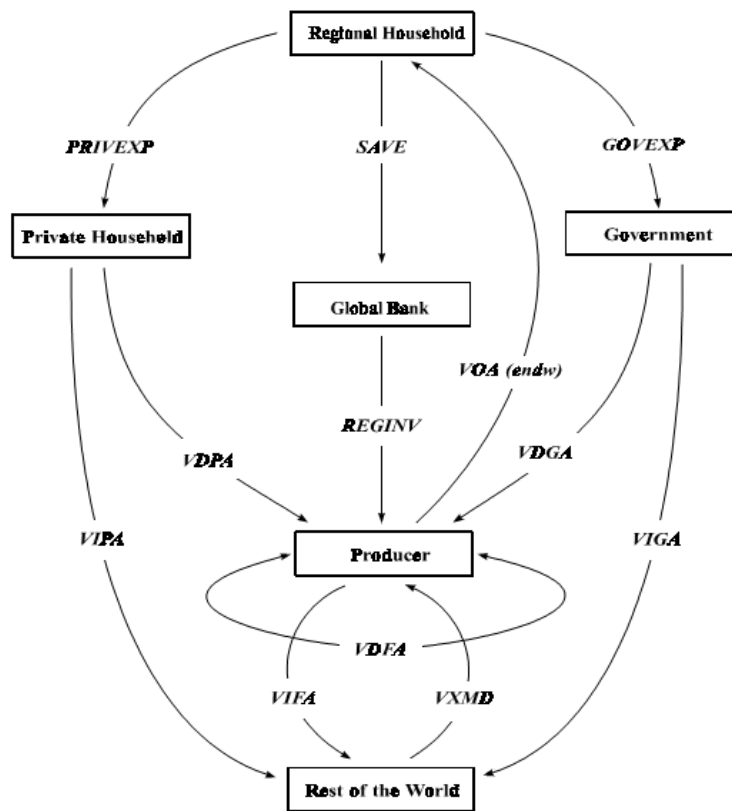 Regional Household
PRIVEXP
SAVE
GOVEXP
Private Household
Government
Global Bank
VOA (endw)
REGINV
VDPA
VDGA
VIPA
Producer
VIGA
VDFA
VIFA
VXMD
Rest of the World